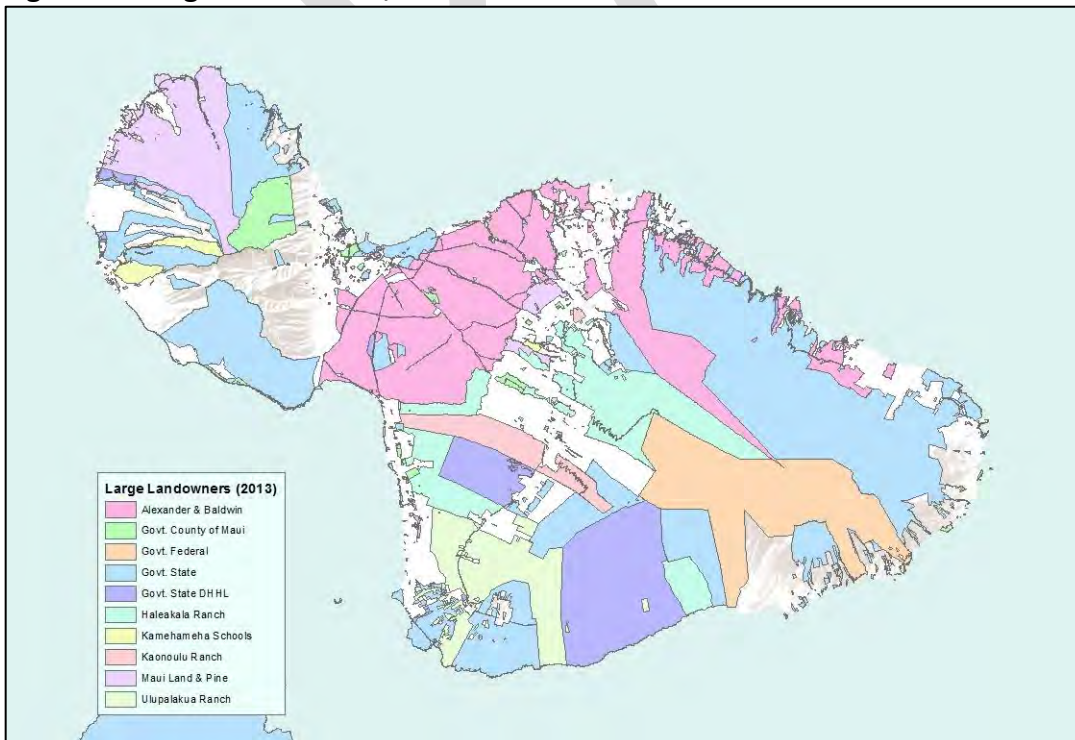 Large Landowners (2013)
Alexander & Baldwin
Govt. County of Maui
Govt. Federal
Govt. State
Govt. State DHHL
Haleakala Ranch
Kamehameha Schools
Kaonoulu Ranch
Maui Land & Pine
Ulupalakua Ranch